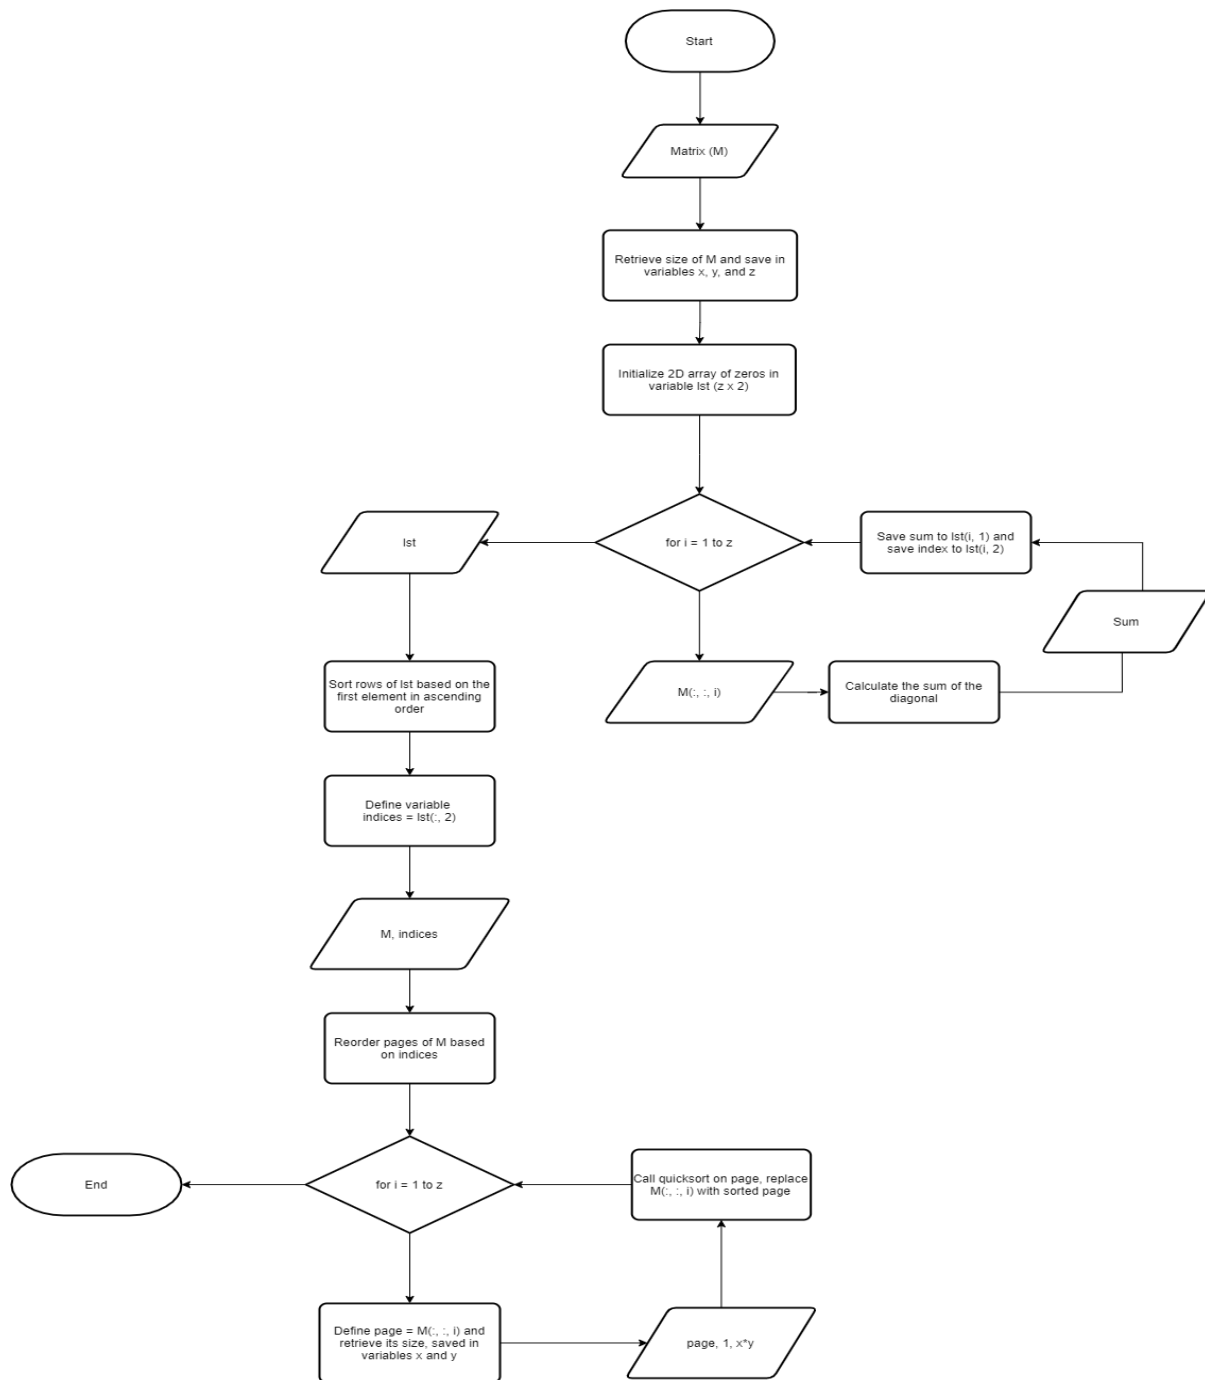 Start
Matrix (M)
Retrieve size of M and save in
variables x, y, and z
Initialize 2D array of zeros in
variable lst (z x 2)
for i = 1 to z
lst
Save sum to lst(i, 1) and
save index to lst(i, 2)
Sum
M(:, :, i)
Calculate the sum of the
diagonal
Sort rows of lst based on the
first element in ascending
order
Define variable
indices = lst(:, 2)
M, indices
Reorder pages of M based
on indices
for i = 1 to z
End
Call quicksort on page, replace
M(:, :, i) with sorted page
Define page = M(:, :, i) and
retrieve its size, saved in
variables x and y
page, 1, x*y